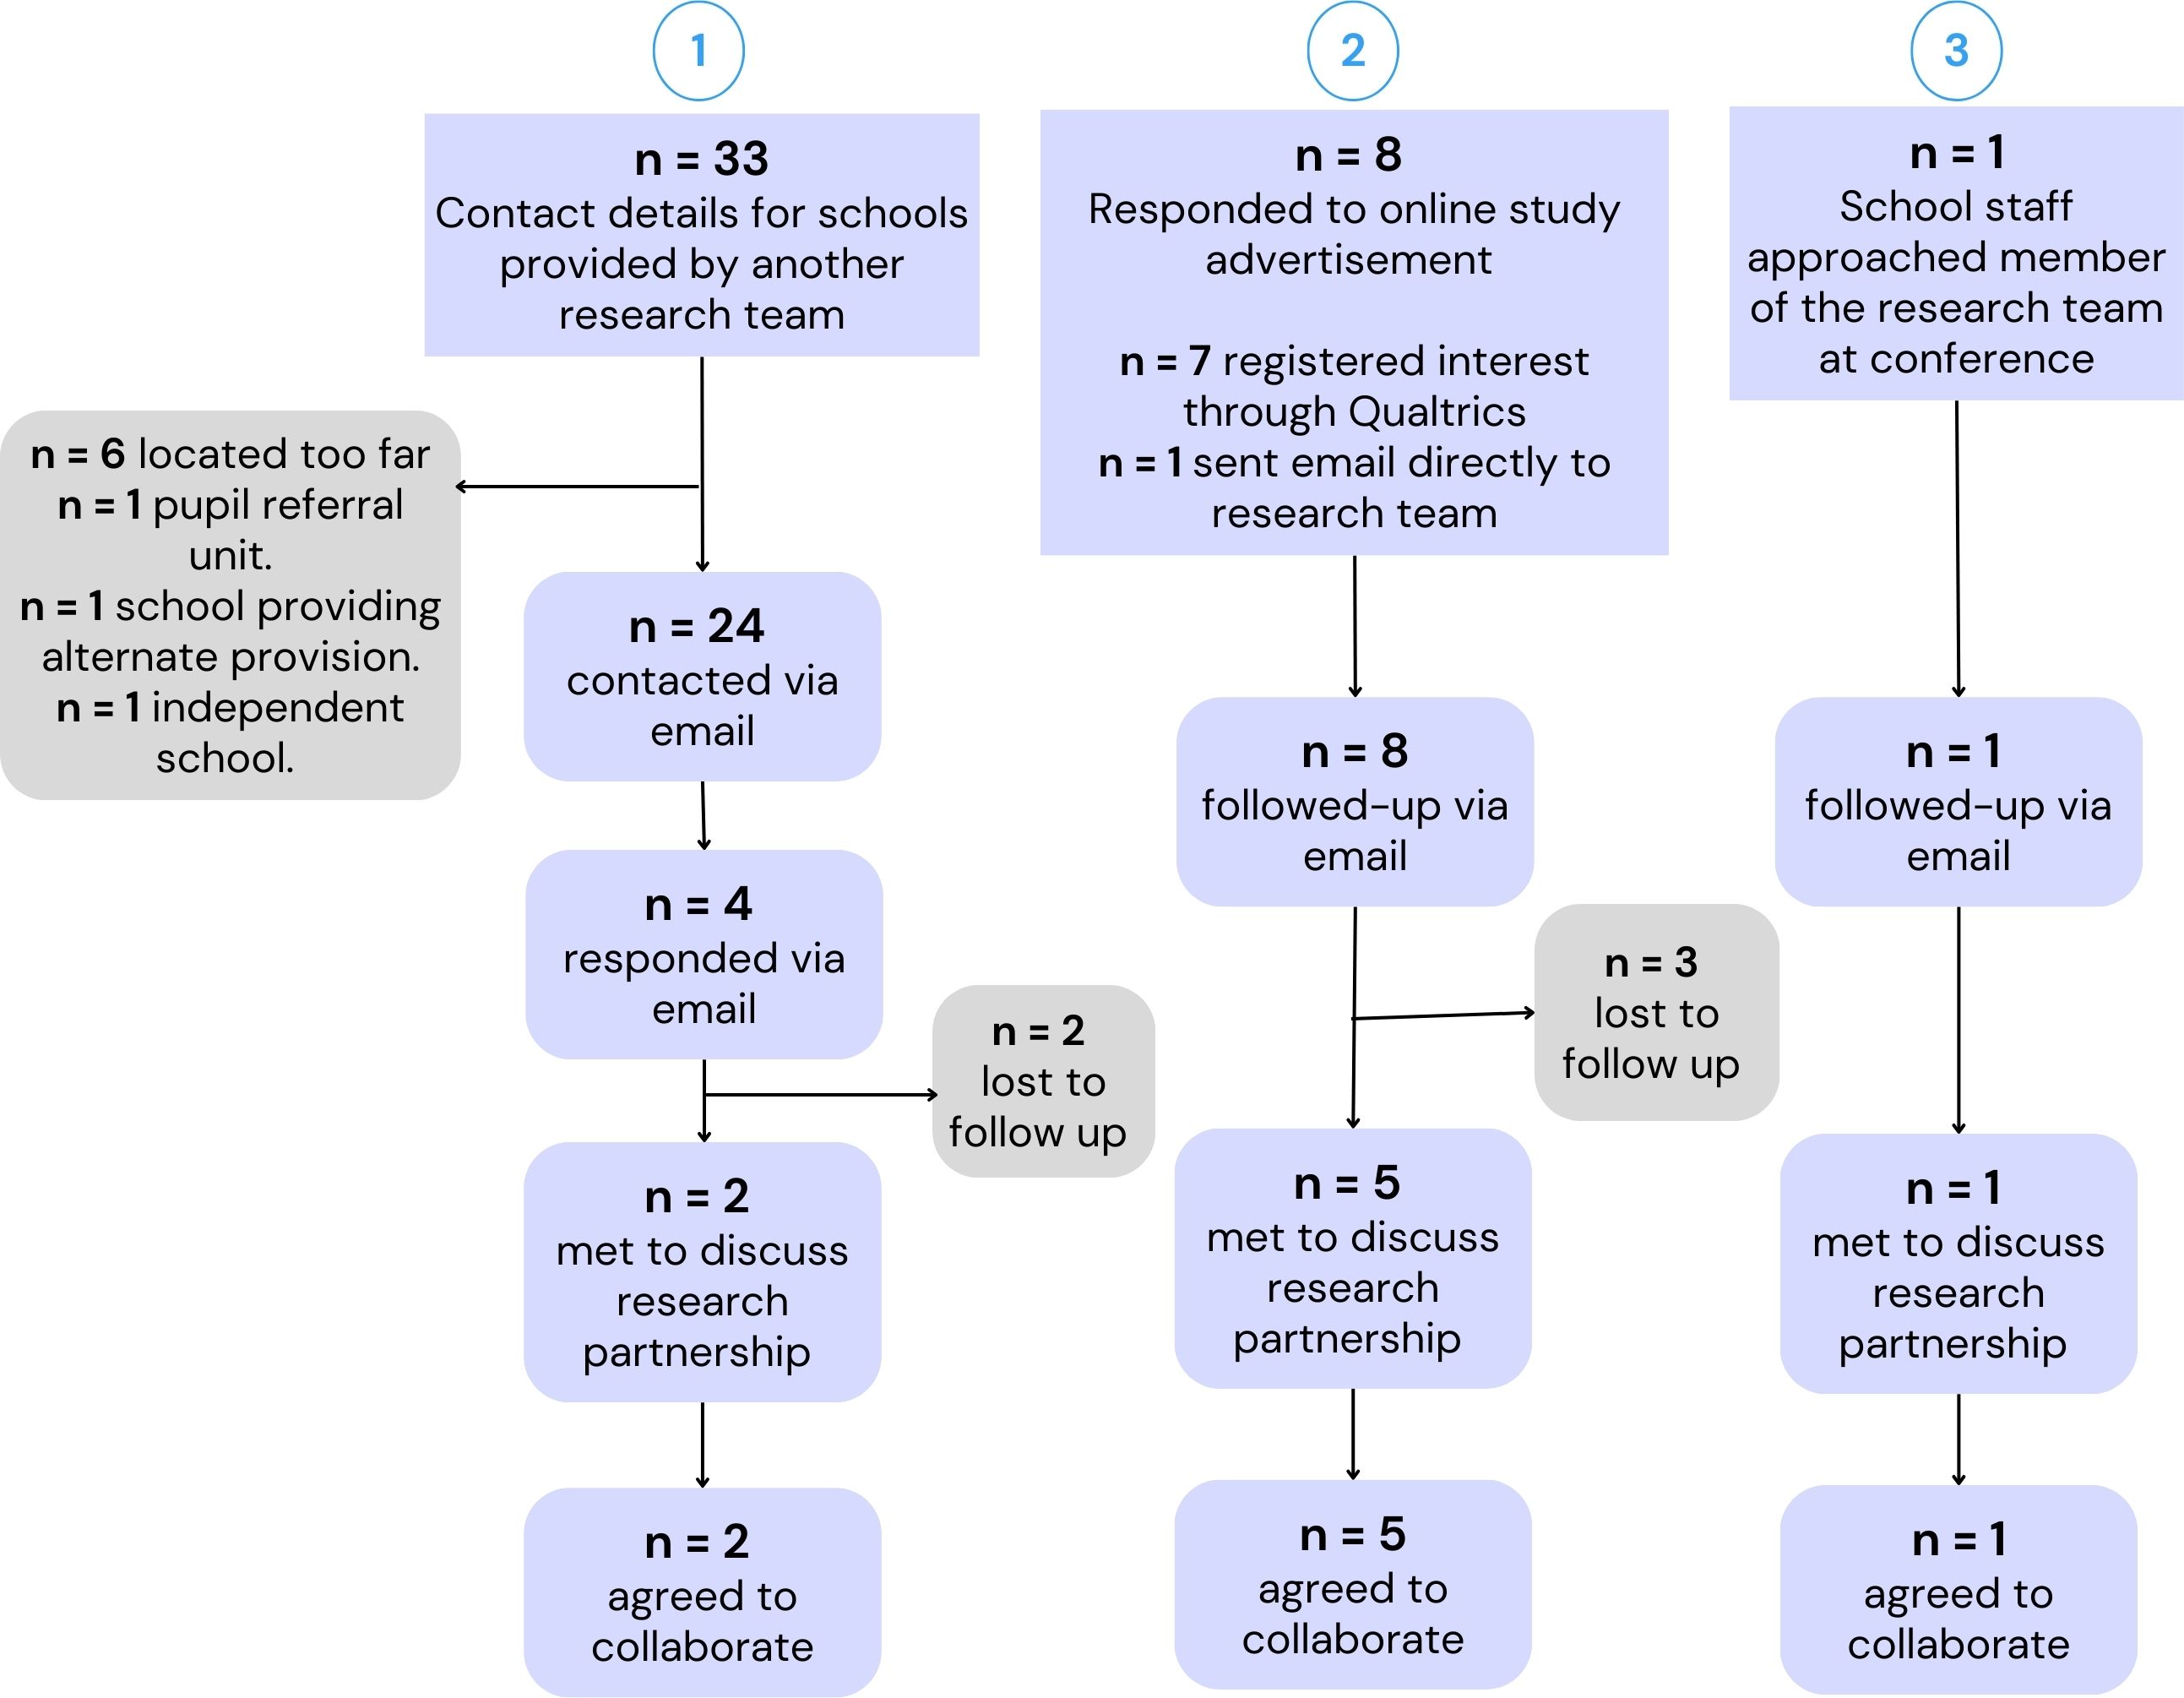 1
n = 33
Contact details for schools
provided by another
research team
n = 6 located too far
n = 1 pupil referral
unit.
n = 1 school providing
alternate provision.
n = 1 independent
school.
n = 24
contacted via
email
n = 4
responded via
email
n = 2
lost to
follow up
n = 2
met to discuss
research
partnership
n = 2
agreed to
collaborate
2
n = 8
Responded to online study
advertisement
n = 7 registered interest
through Qualtrics
n = 1 sent email directly to
research team
n = 8
followed-up via
email
n = 3
lost to
follow up
n = 5
met to discuss
research
partnership
n = 5
agreed to
collaborate
3
n = 1
School staff
approached member
of the research team
at conference
n = 1
followed-up via
email
n = 1
met to discuss
research
partnership
n = 1
agreed to
collaborate